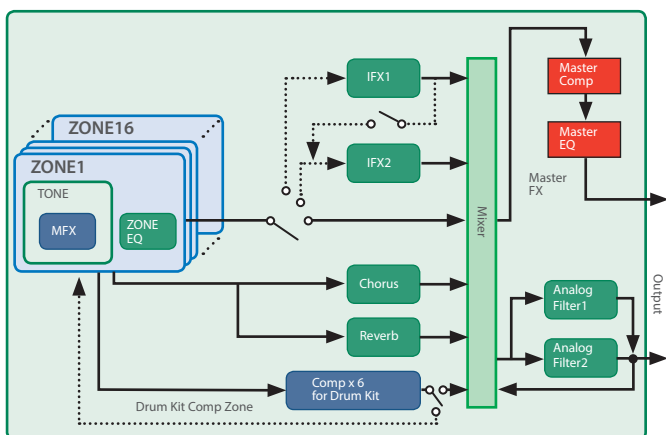 ZONE16
ZONE1
TONE
MFX
ZONE
EQ
IFX1
IFX2
Chorus
Reverb
Comp x 6
for Drum Kit
Drum Kit Comp Zone
Mixer
Master
Comp
Master
EQ
Master
FX
Analog
Filter1
Analog
Filter2
Output